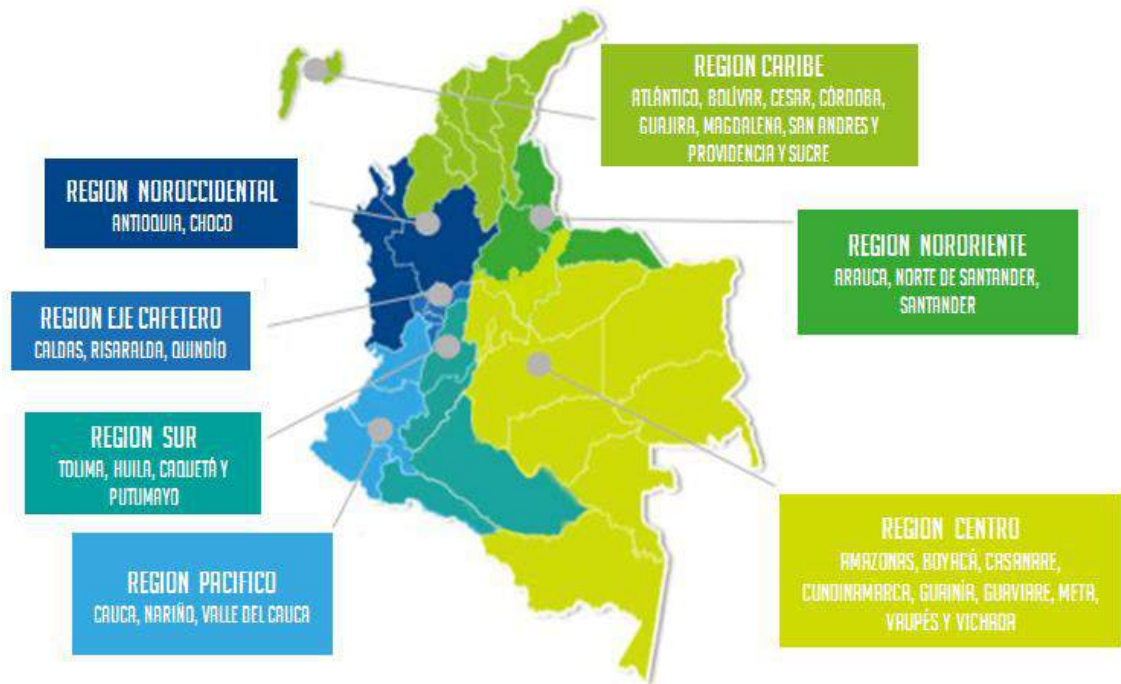 REGION CARIBE
ATLÁNTICO, BOLÍVAR, CESAR, CÓRDOBA,
GUAJIRA, MAGDALENA, SAN ANDRES Y
PROVIDENCIA Y SUCRE
REGION NOROCCIDENTAL
ANTIOQUIA, CHOCO
REGION NORORIENTE
ARAUCA, NORTE DE SANTANDER,
SANTANDER
REGION EJE CAFETERO
CALDAS, RISARALDA, QUINDÍO
REGION SUR
TOLIMA, HUILA, CAQUETÁ Y
PUTUMAYO
REGION CENTRO
AMAZONAS, BOYACÁ, CASANARE,
CUNDINAMARCA, GUAINÍA, GUAVIARE, META,
VAUPÉS Y VICHADA
REGION PACIFICO
CAUCA, NARIÑO, VALLE DEL CAUCA